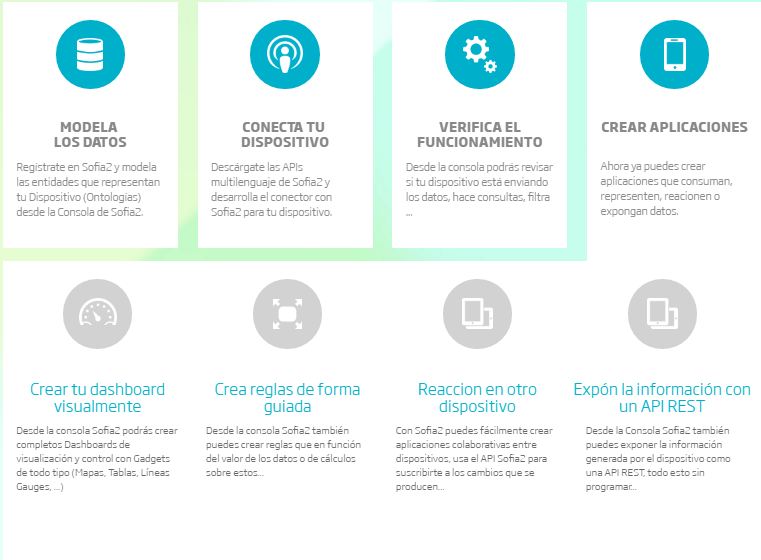 MODELA
LOS DATOS
Registrate en Sofia2 y modela
las entidades que representan
tu Dispositivo (Ontologias)
desde la Consola de Sofia2.
CONECTA TU
DISPOSITIVO
Descárgate las APIs
multilenguaje de Sofia2 y
desarrolla el conector con
Sofia2 para tu dispositivo.
VERIFICA EL
FUNCIONAMIENTO
Desde la consola podrás revisar
si tu dispositivo está enviando
los datos, hace consultas, filtra
...
CREAR APLICACIONES
Ahora ya puedes crear
aplicaciones que consuman,
representen, reacionen o
expongan datos.
Crear tu dashboard
visualmente
Desde la consola Sofia2 podrás crear
completos Dashboards de
visualización y control con Gadgets
de todo tipo (Mapas, Tablas, Líneas
Gauges, ...)
Crea reglas de forma
guiada
Desde la consola Sofia2 también
puedes crear reglas que en función
del valor de los datos o de cálculos
sobre estos...
Reaccion en otro
dispositivo
Con Sofia2 puedes fácilmente crear
aplicaciones colaborativas entre
dispositivos, usa el API Sofia2 para
suscribirte a los cambios que se
producen...
Expón la información con
un API REST
Desde la Consola Sofia2 también
puedes exponer la información
generada por el dispositivo como
una API REST, todo esto sin
programar...